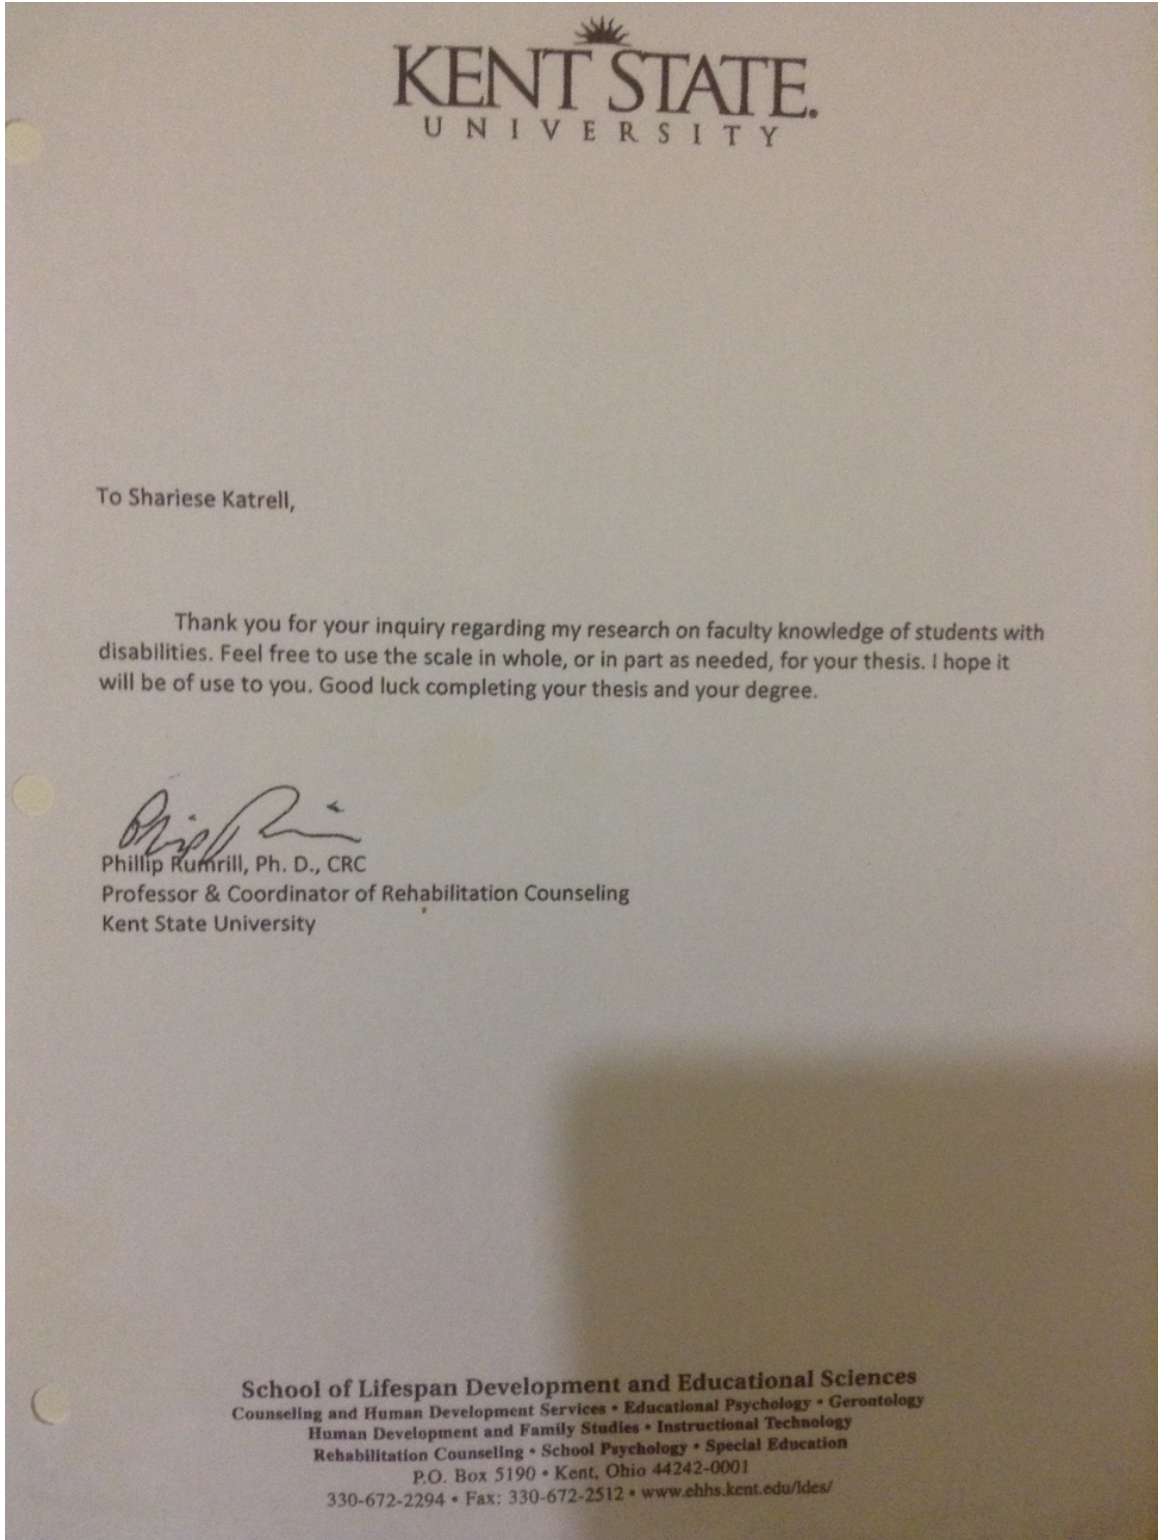 KENT STATE.
UNIVERSITY
To Shariese Katrell,
Thank you for your inquiry regarding my research on faculty knowledge of students with
disabilities. Feel free to use the scale in whole, or in part as needed, for your thesis. I hope it
will be of use to you. Good luck completing your thesis and your degree.
Phillip Rumrill, Ph. D., CRC
Professor & Coordinator of Rehabilitation Counseling
Kent State University
School of Lifespan Development and Educational Sciences
Counseling and Human Development Services • Educational Psychology • Gerontology
Human Development and Family Studies • Instructional Technology
Rehabilitation Counseling • School Psychology • Special Education
P.O. Box 5190 • Kent, Ohio 44242-0001
330-672-2294 • Fax: 330-672-2512 • www.ehhs.kent.edu/ldes/